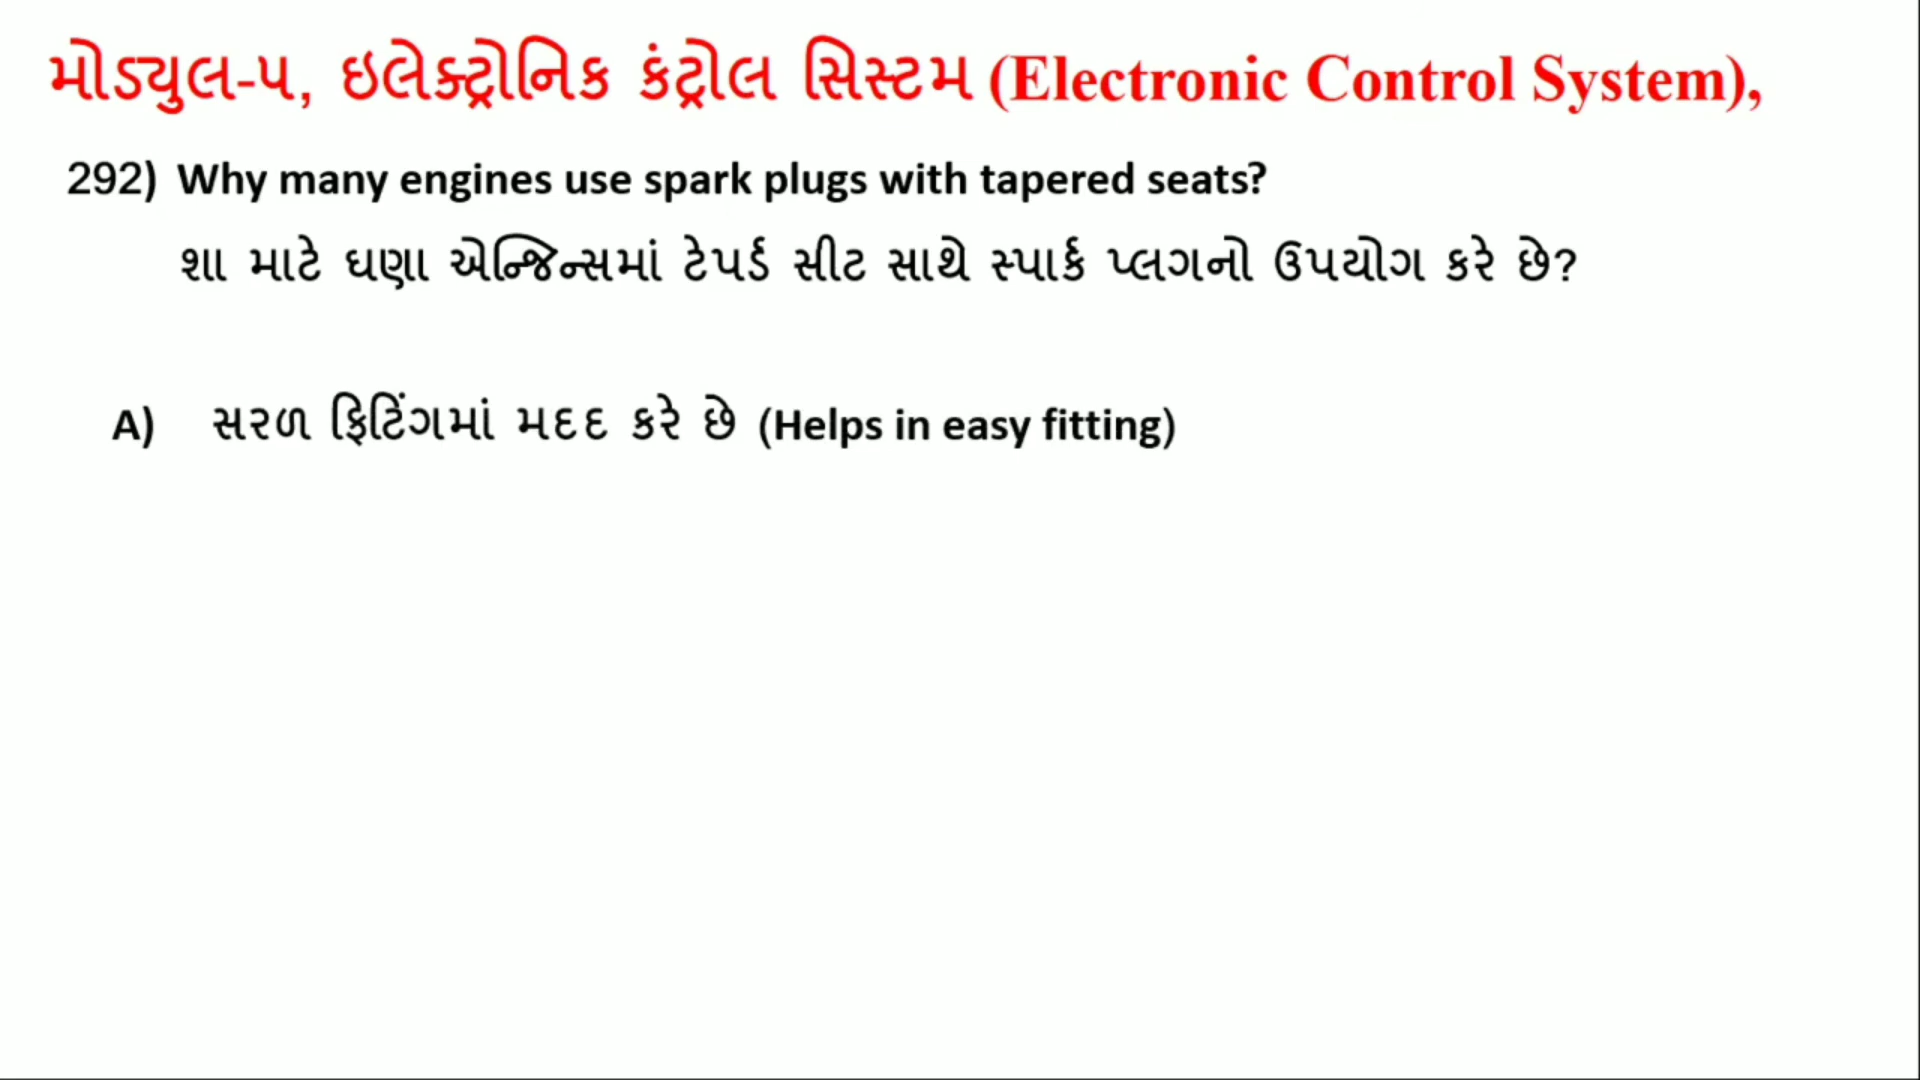 મોડ્યુલ-૫, ઇલેક્ટ્રોનિક કંટ્રોલ સિસ્ટમ (Electronic Control System),
292) Why many engines use spark plugs with tapered seats?
શા માટે ઘણા એન્જિન્સમાં ટેપર્ડ સીટ સાથે સ્પાર્ક પ્લગનો ઉપયોગ કરે છે?
A) સરળ ફિટિંગમાં મદદ કરે છે (Helps in easy fitting)